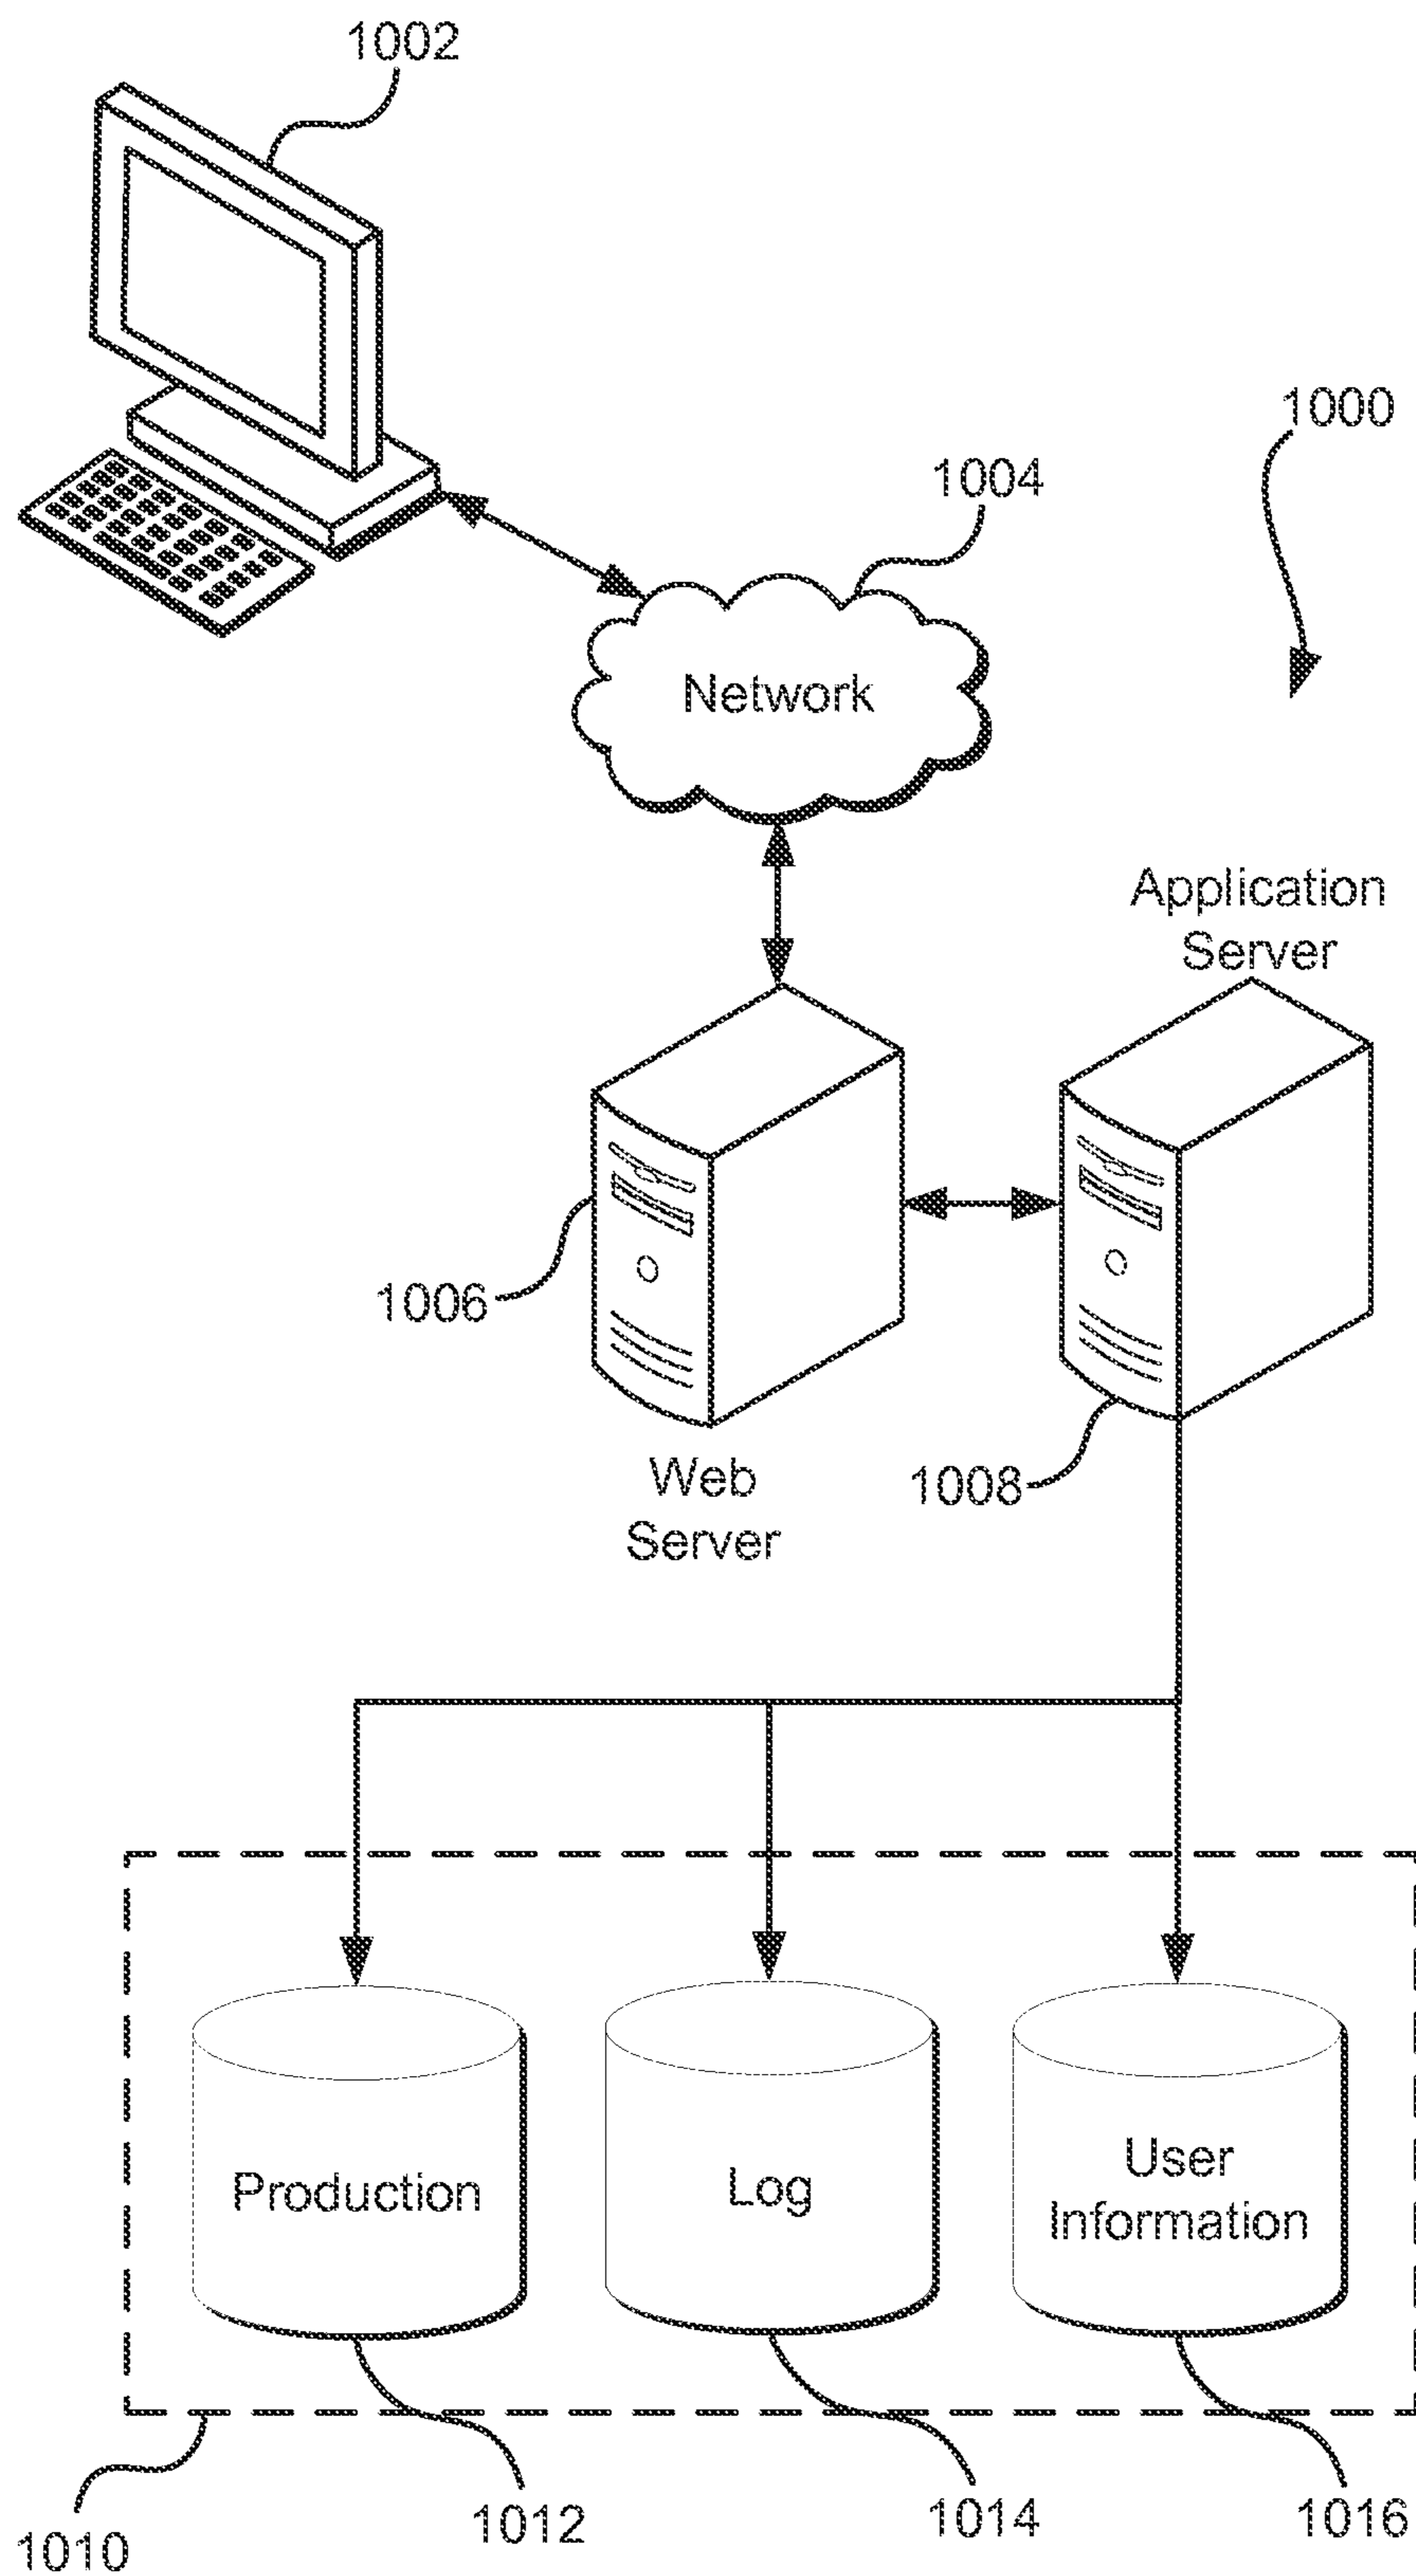 1002
1000
1004
Network
Application
Server
1006
Web
Server
1008
Production
Log
User
Information
1010
1012
1014
1016